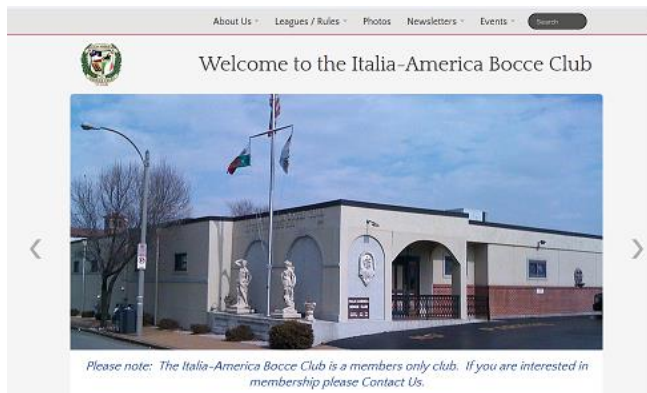 About Us Leagues / Rules Photos Newsletters Events Search
Welcome to the Italia-America Bocce Club
Please note: The Italia-America Bocce Club is a members only club. If you are interested in
membership please Contact Us.